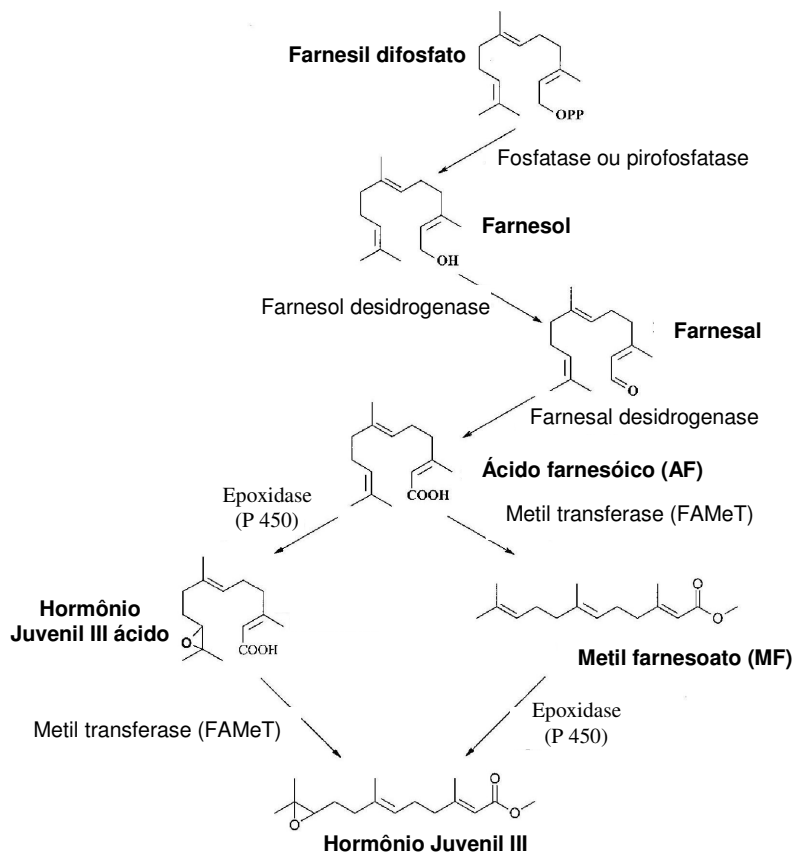 Farnesil difosfato
OPP
Fosfatase ou pirofosfatase
Farnesol
OH
Farnesol desidrogenase
Farnesal
O
Farnesal desidrogenase
Ácido farnesóico (AF)
COOH
Epoxidase
(P 450)
Metil transferase (FAMeT)
Hormônio
Juvenil III ácido
O
COOH
O
O
Metil farnesoato (MF)
Metil transferase (FAMeT)
Epoxidase
(P 450)
O
O
O
Hormônio Juvenil III